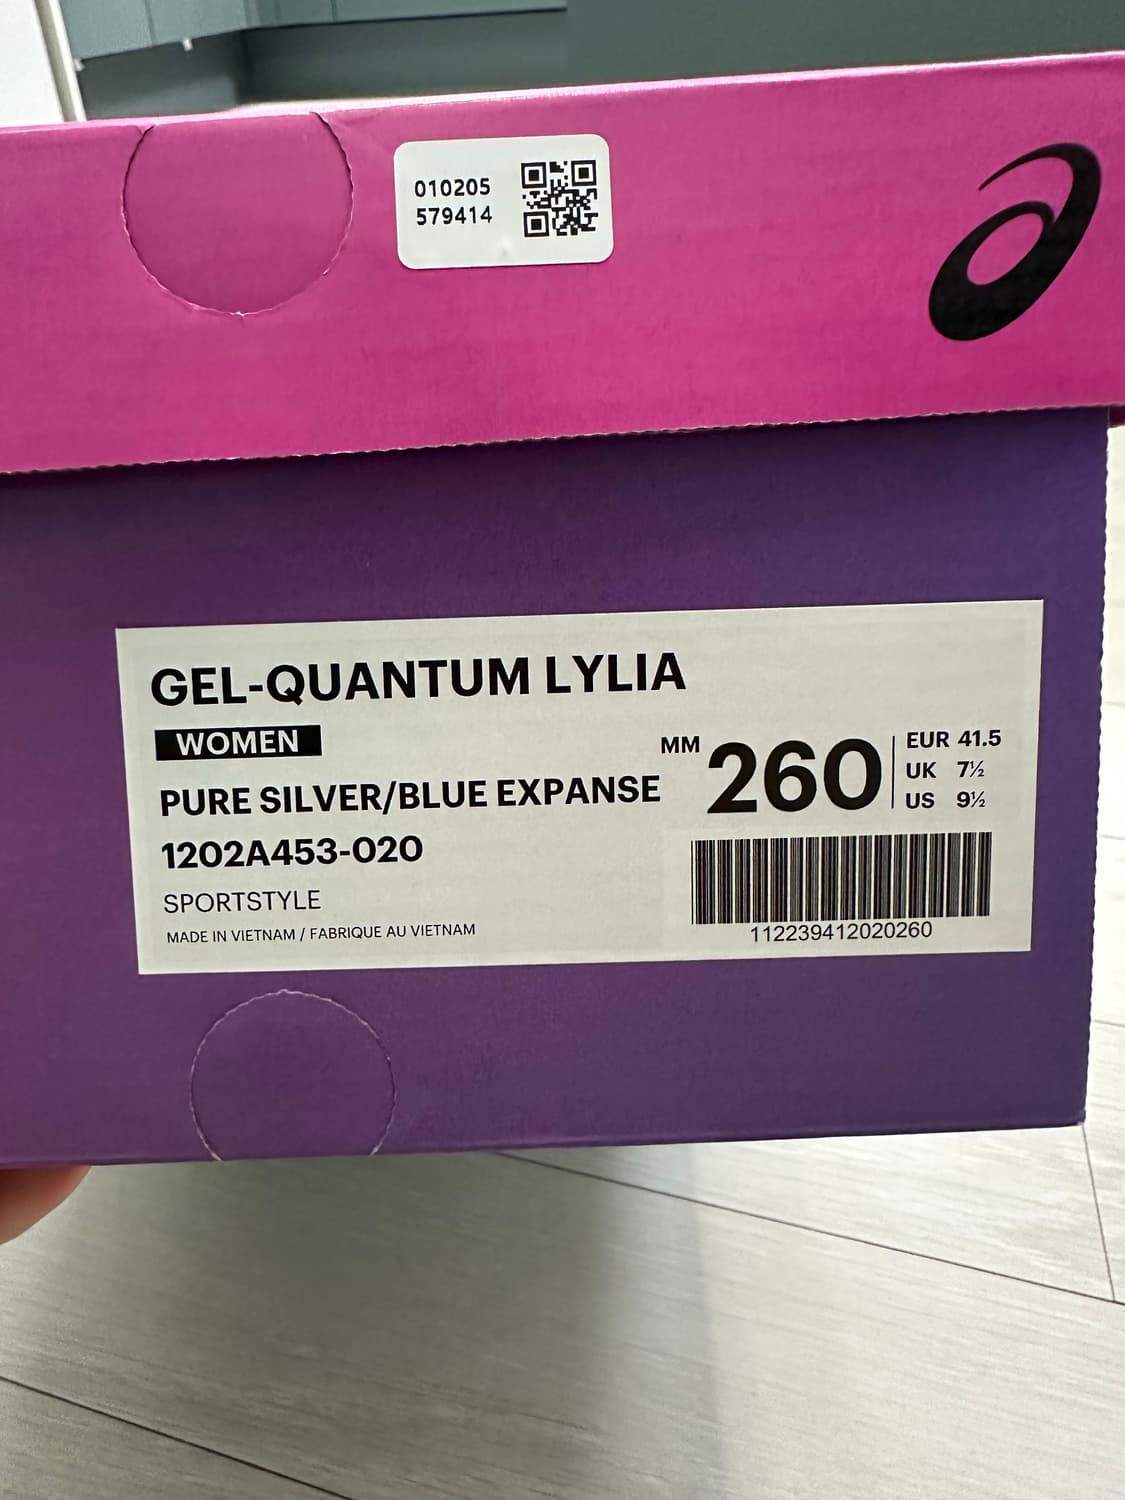 010205
579414
GEL-QUANTUM LYLIA
WOMEN
PURE SILVER/BLUE EXPANSE
1202A453-020
SPORTSTYLE
MADE IN VIETNAM / FABRIQUE AU VIETNAM
MM 260
EUR 41.5
UK 7½
US 9½
112239412020260